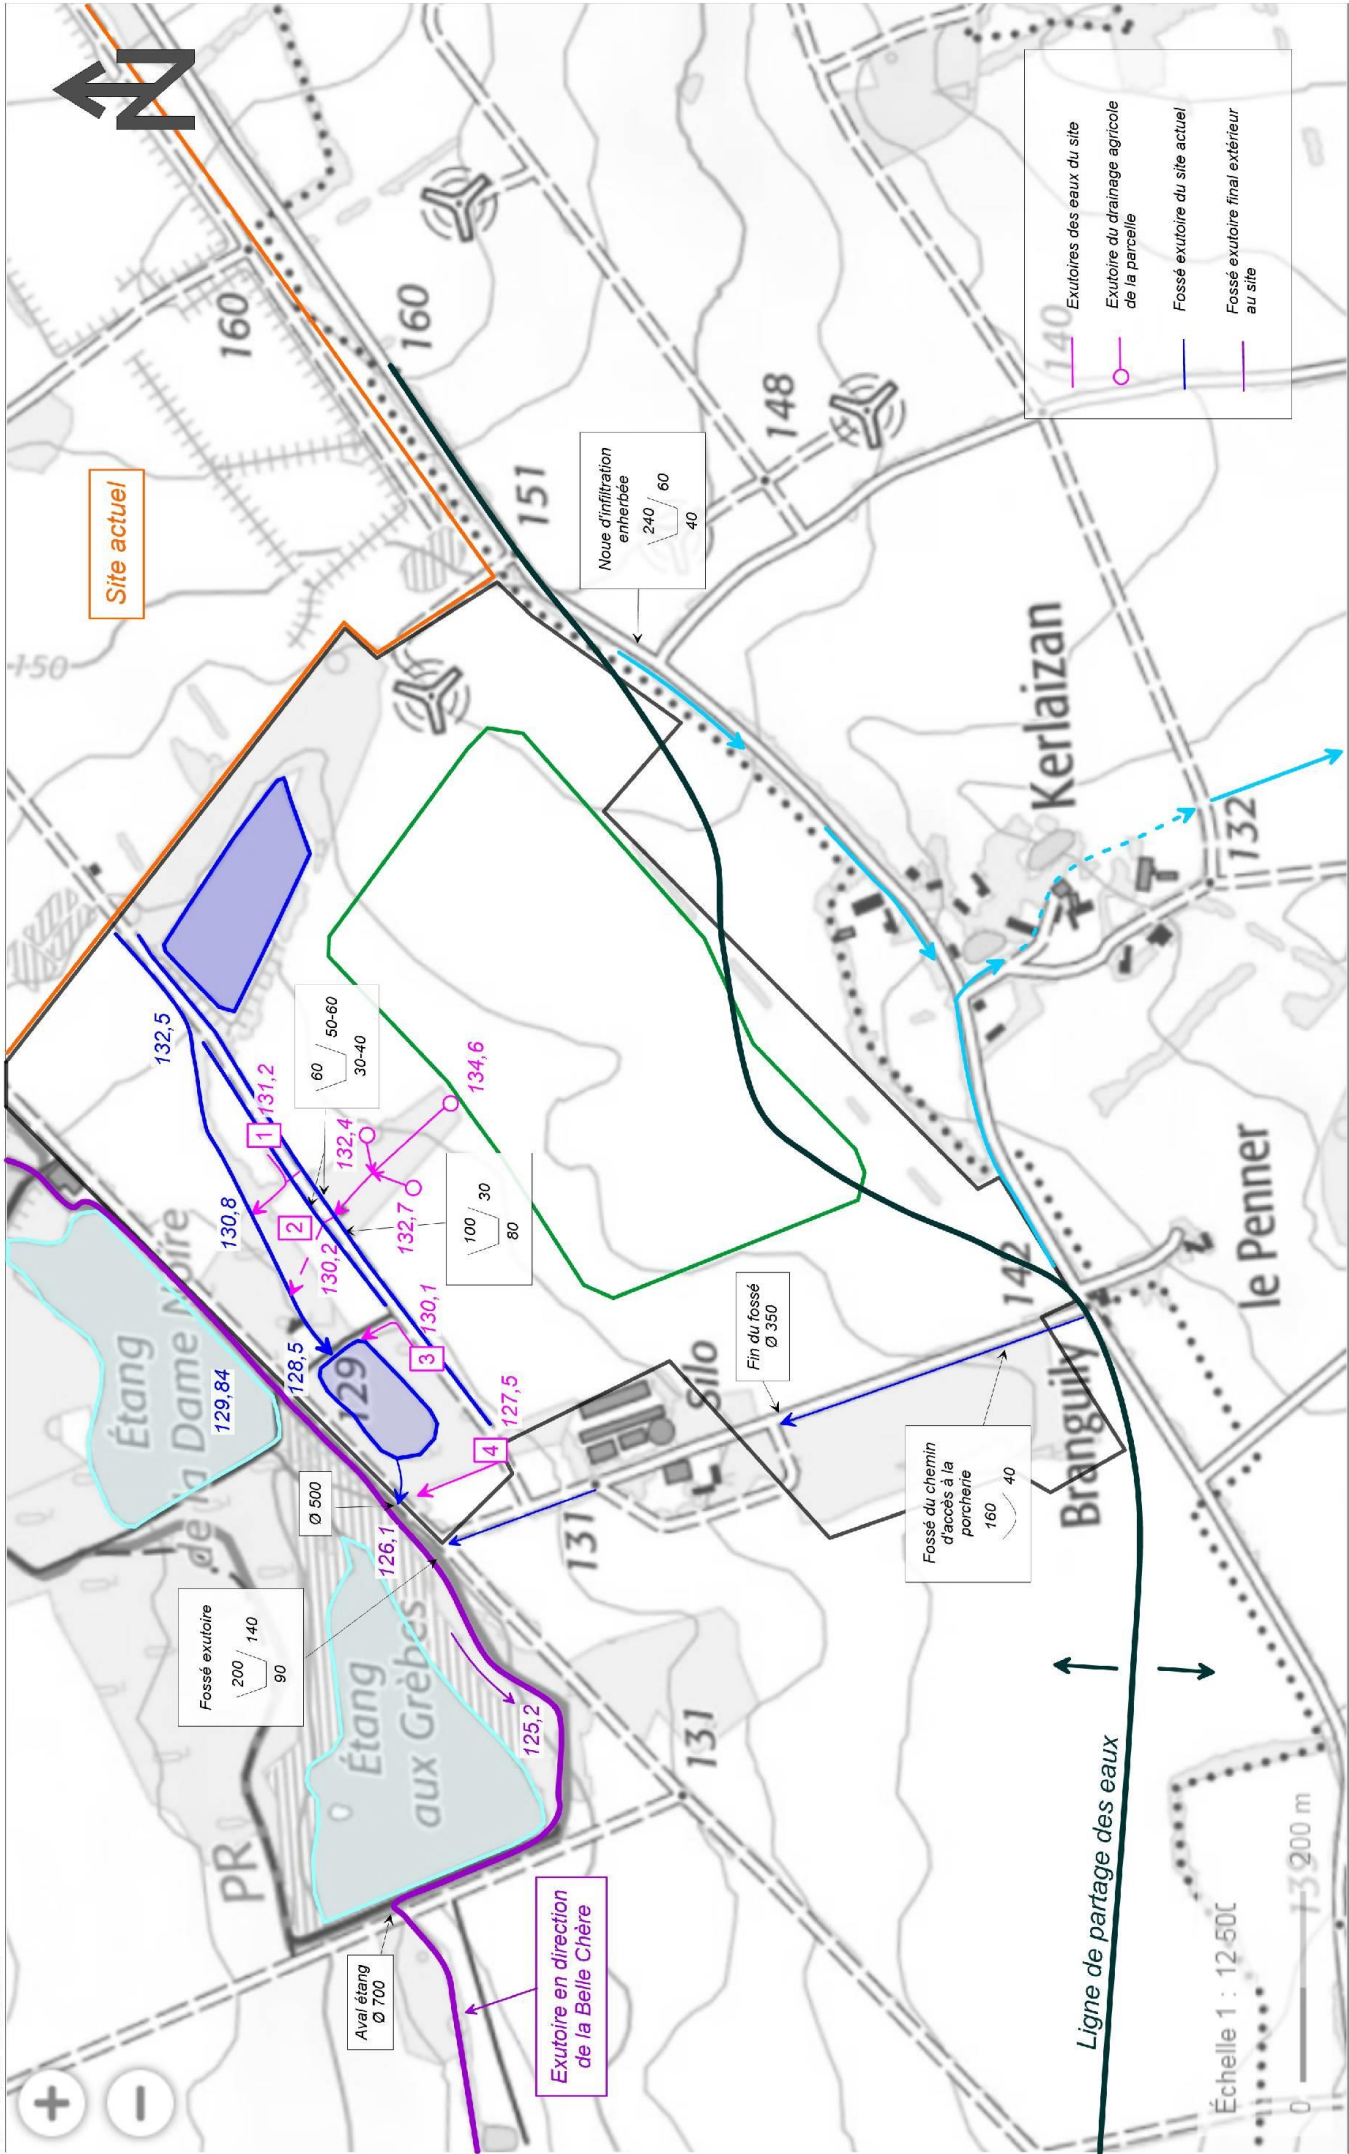 N
Site actuel
160
160
150
151
148
140
Noue d'infiltration
enherbée
240
60
40
Exutoires des eaux du site
Exutoire du drainage agricole
de la parcelle
Fossé exutoire du site actuel
Fossé exutoire final extérieur
au site
132,5
131,2
1
60
50-60
30-40
132,4
134,6
130,8
2
130,2
132,7
100
30
80
130,1
3
128,5
129
127,5
4
Étang
de la Dame Noire
129,84
Ø 500
126,1
Fossé exutoire
200
140
90
Étang
aux Grèbes
125,2
PR
Aval étang
Ø 700
Exutoire en direction
de la Belle Chère
Silo
131
131
Fin du fossé
Ø 350
Fossé du chemin
d'accès à la
porcherie
160
40
142
Branguily
le Penner
Kerlaizan
132
Ligne de partage des eaux
Échelle 1 : 12 500
0
200 m
+
−